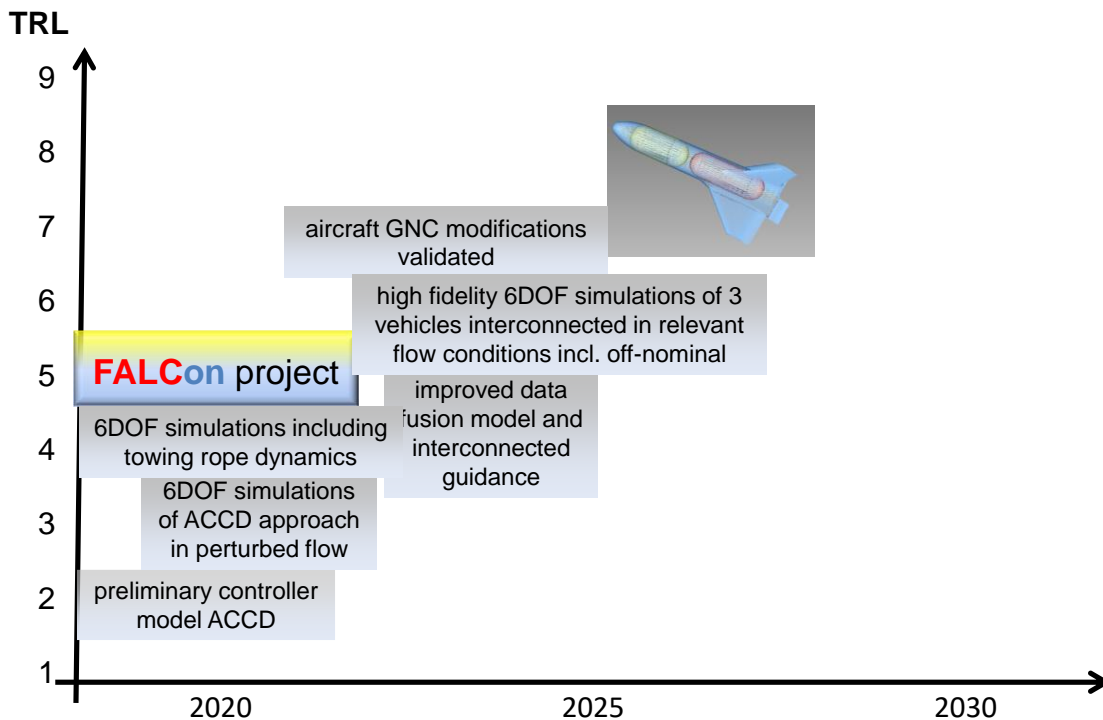 TRL
9
8
7
6
5
4
3
2
1
aircraft GNC modifications
validated
high fidelity 6DOF simulations of 3
vehicles interconnected in relevant
flow conditions incl. off-nominal
FALCon project
improved data
fusion model and
interconnected
guidance
6DOF simulations including
towing rope dynamics
6DOF simulations
of ACCD approach
in perturbed flow
preliminary controller
model ACCD
2020
2025
2030